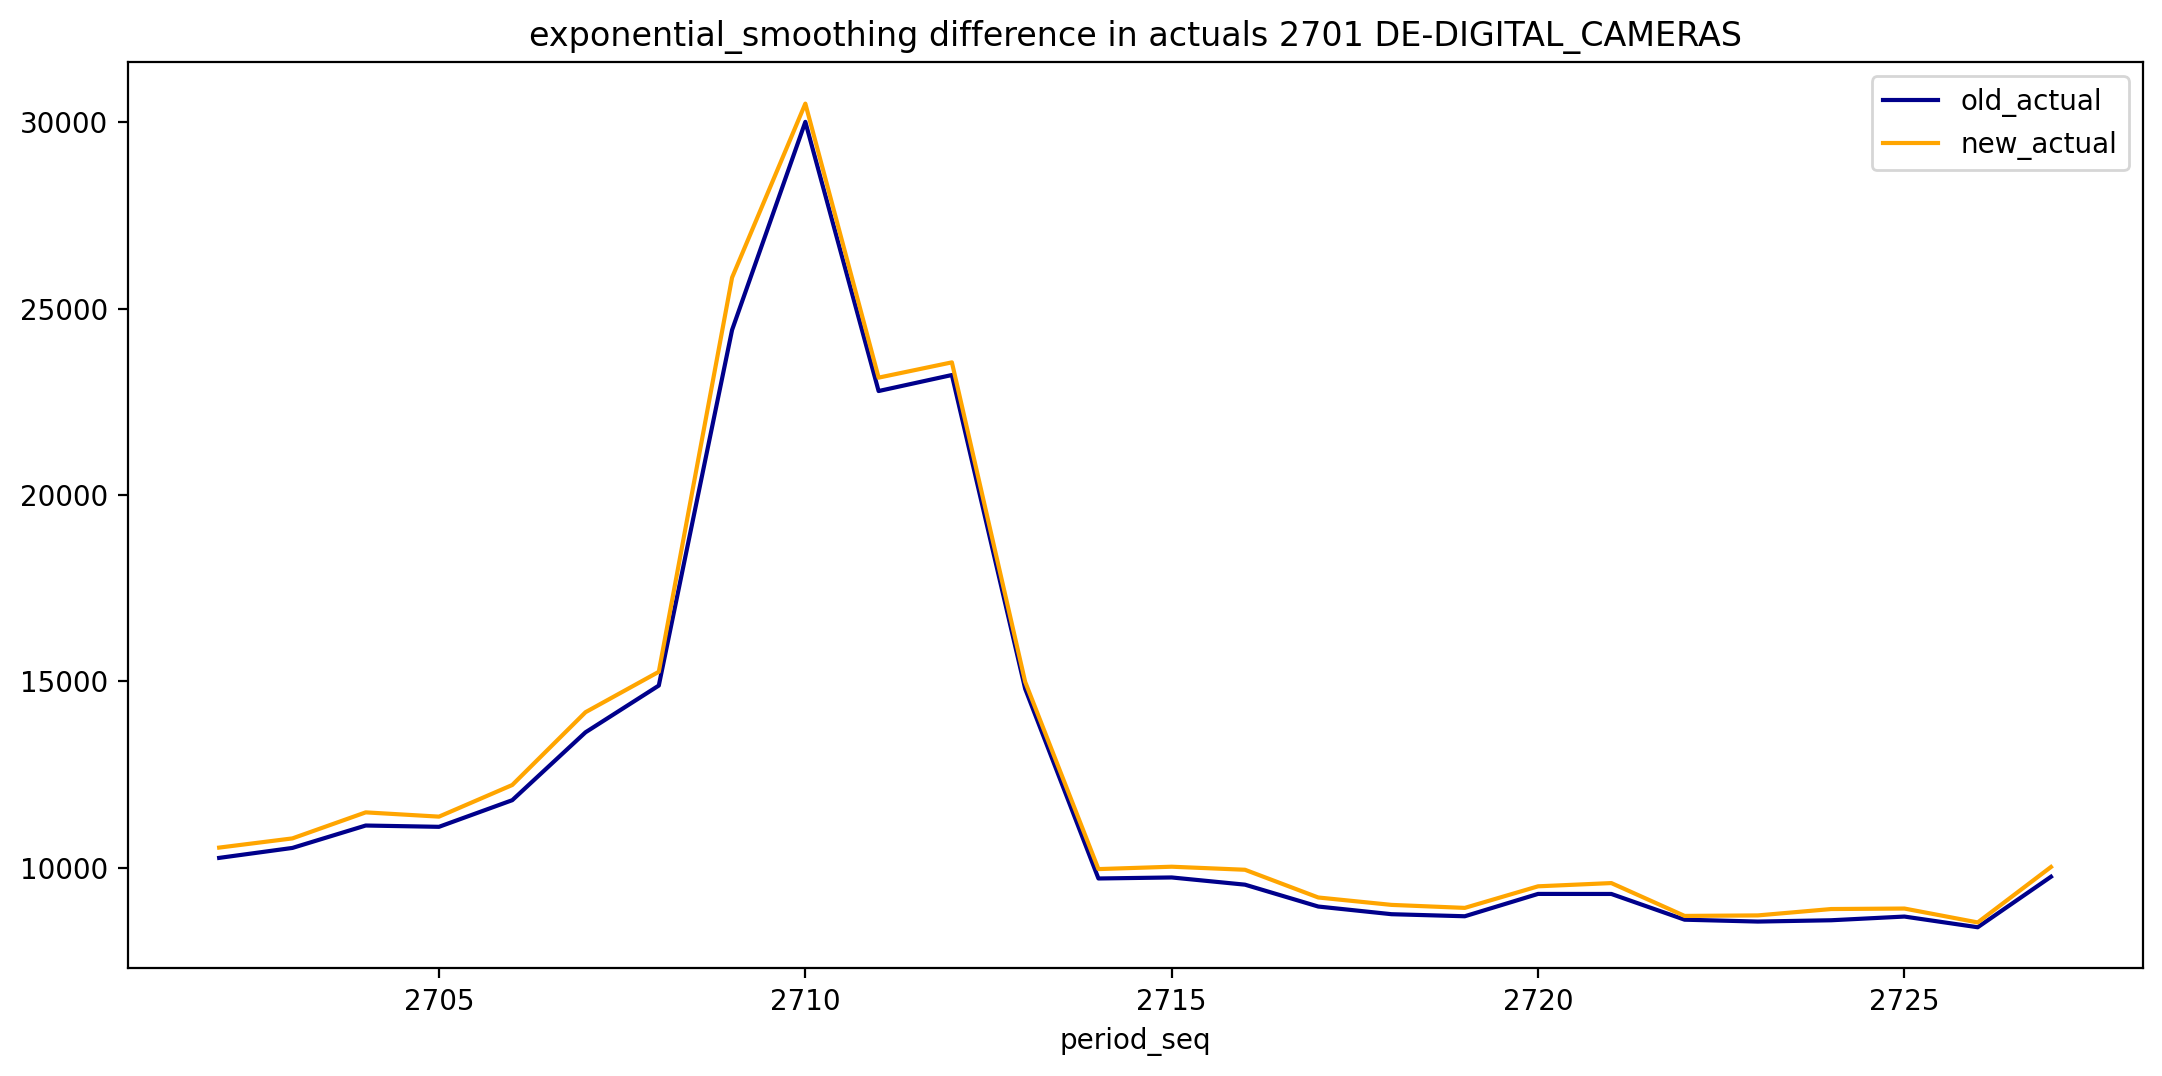 exponential_smoothing difference in actuals 2701 DE-DIGITAL_CAMERAS
old_actual
new_actual
30000
25000
20000
15000
10000
2705 2710 2715 2720 2725
period_seq